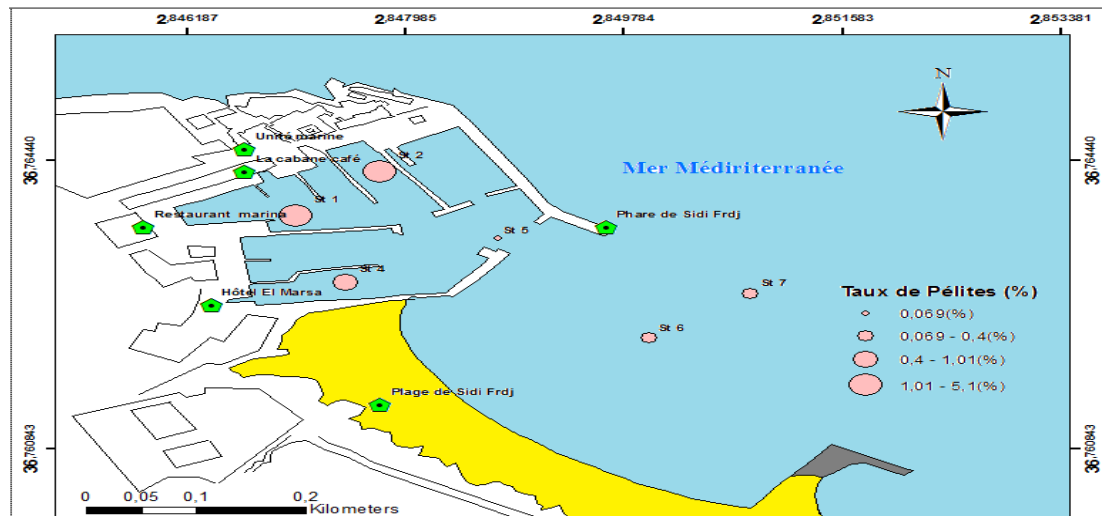 2,846187 2,847985 2,849784 2,851583 2,853381
N
Unité marine
36,764440 36,764440
La cabane café St 2
Mer Médiriterranée
St 1
Restaurant marina Phare de Sidi Frdj
St 5
St 4 St 7
Hôtel El Marsa Taux de Pélites (%)
0,069(%)
St 6 0,069 - 0,4(%)
0,4 - 1,01(%)
1,01 - 5,1(%)
Plage de Sidi Frdj
36,760843 36,760843
0 0,05 0,1 0,2
Kilometers